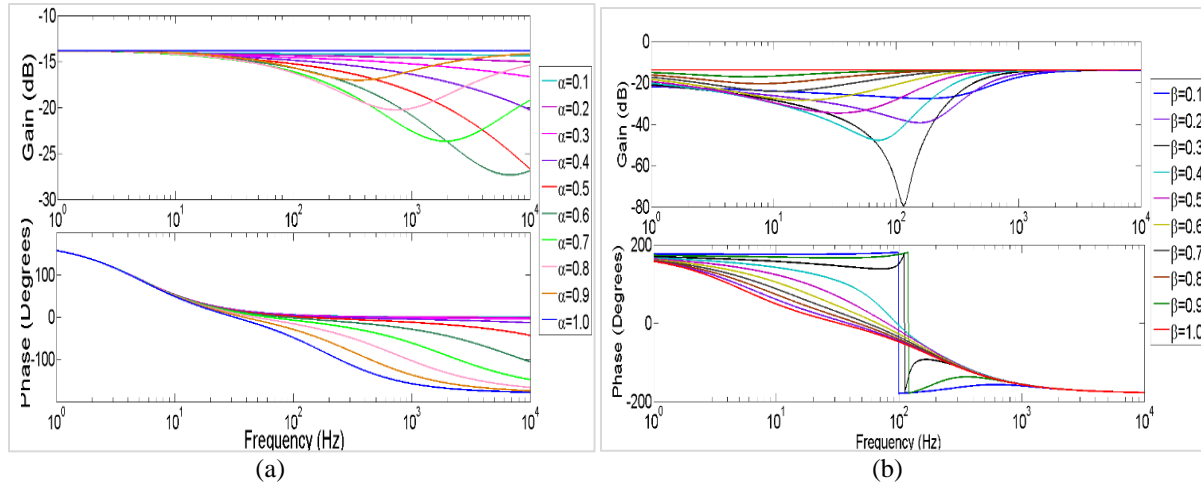 -10
-15
-20
-25
-30
Gain (dB)
10^0 10^1 10^2 10^3 10^4
100
0
-100
Phase (Degrees)
10^0 10^1 10^2 10^3 10^4
Frequency (Hz)
α=0.1
α=0.2
α=0.3
α=0.4
α=0.5
α=0.6
α=0.7
α=0.8
α=0.9
α=1.0
(a)
0
-20
-40
-60
-80
Gain (dB)
10^0 10^1 10^2 10^3 10^4
200
0
-200
Phase (Degrees)
10^0 10^1 10^2 10^3 10^4
Frequency (Hz)
β=0.1
β=0.2
β=0.3
β=0.4
β=0.5
β=0.6
β=0.7
β=0.8
β=0.9
β=1.0
(b)